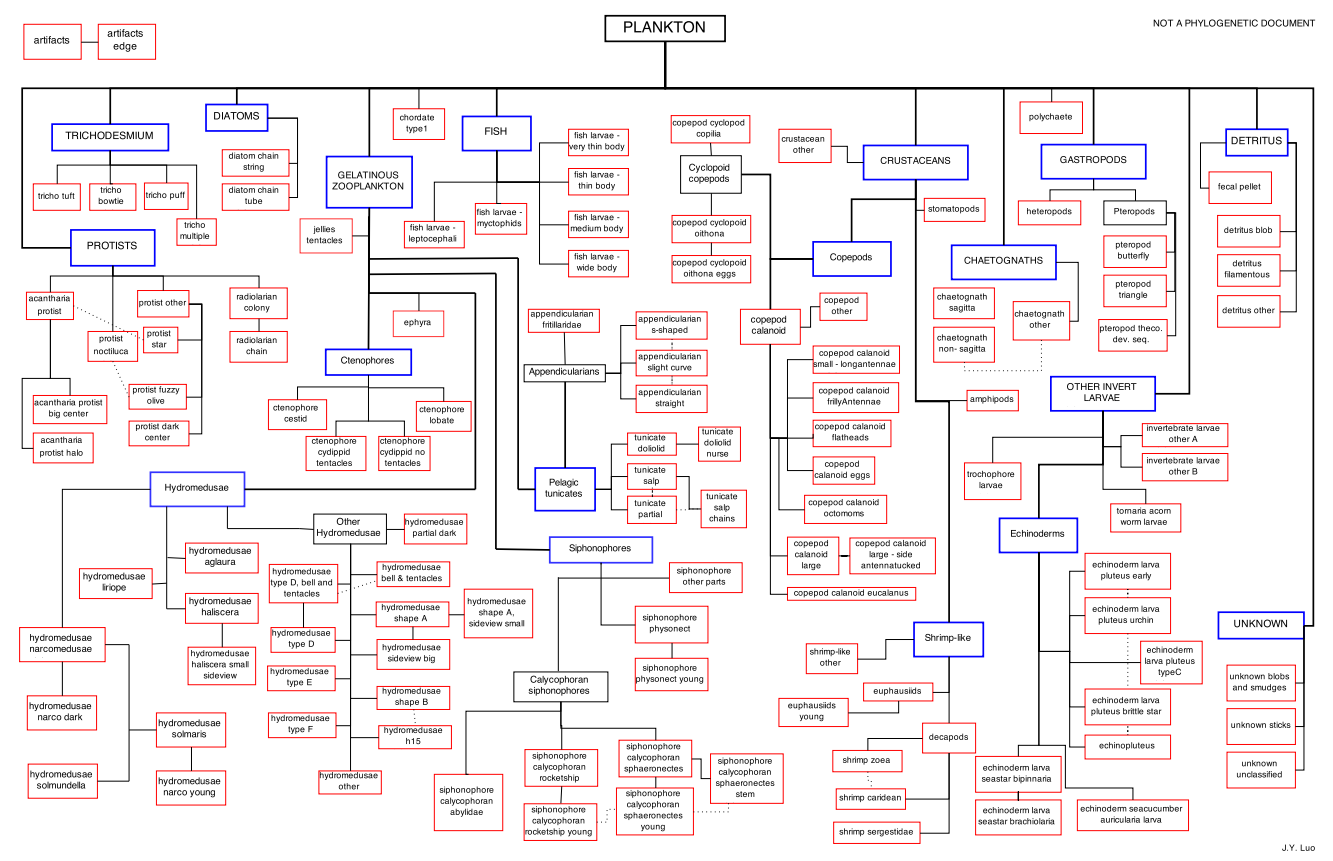 PLANKTON
NOT A PHYLOGENETIC DOCUMENT
artifacts
artifacts
edge
TRICHODESMIUM
tricho tuft
tricho
bowtie
tricho puff
tricho
multiple
DIATOMS
diatom chain
string
diatom chain
tube
PROTISTS
acantharia
protist
protist other
protist
noctiluca
protist
star
acantharia protist
big center
acantharia
protist halo
protist fuzzy
olive
protist dark
center
radiolarian
colony
radiolarian
chain
GELATINOUS
ZOOPLANKTON
jellies
tentacles
ephyra
chordate
type1
FISH
fish larvae -
very thin body
fish larvae -
thin body
fish larvae -
medium body
fish larvae -
wide body
fish larvae -
leptocephali
fish larvae -
myctophids
Ctenophores
ctenophore
cestid
ctenophore
lobate
ctenophore
cydippid
tentacles
ctenophore
cydippid no
tentacles
appendicularian
fritillaridae
Appendicularians
appendicularian
s-shaped
appendicularian
slight curve
appendicularian
straight
Pelagic
tunicates
tunicate
doliolid
tunicate
doliolid
nurse
tunicate
salp
tunicate
partial
tunicate
salp
chains
copepod cyclopod
copilia
Cyclopoid
copepods
copepod cyclopoid
oithona
copepod cyclopoid
oithona eggs
crustacean
other
CRUSTACEANS
stomatopods
Copepods
copepod
calanoid
copepod
other
copepod calanoid
small - longantennae
copepod calanoid
frillyAntennae
copepod calanoid
flatheads
copepod
calanoid eggs
copepod calanoid
octomoms
copepod
calanoid
large
copepod calanoid
large - side
antennatucked
copepod calanoid eucalanus
amphipods
Shrimp-like
shrimp-like
other
euphausiids
euphausiids
young
decapods
shrimp zoea
shrimp caridean
shrimp sergestidae
polychaete
GASTROPODS
heteropods
Pteropods
pteropod
butterfly
pteropod
triangle
pteropod theco.
dev. seq.
CHAETOGNATHS
chaetognath
sagitta
chaetognath
non- sagitta
chaetognath
other
DETRITUS
fecal pellet
detritus blob
detritus
filamentous
detritus other
OTHER INVERT
LARVAE
invertebrate larvae
other A
invertebrate larvae
other B
trochophore
larvae
tornaria acorn
worm larvae
Echinoderms
echinoderm larva
pluteus early
echinoderm larva
pluteus urchin
echinoderm
larva pluteus
typeC
echinoderm larva
pluteus brittle star
echinopluteus
echinoderm larva
seastar bipinnaria
echinoderm larva
seastar brachiolaria
echinoderm seacucumber
auricularia larva
UNKNOWN
unknown blobs
and smudges
unknown sticks
unknown
unclassified
Hydromedusae
hydromedusae
aglaura
hydromedusae
liriope
hydromedusae
haliscera
hydromedusae
haliscera small
sideview
hydromedusae
narcomedusae
hydromedusae
narco dark
hydromedusae
solmaris
hydromedusae
solmundella
hydromedusae
narco young
Other
Hydromedusae
hydromedusae
partial dark
hydromedusae
type D, bell and
tentacles
hydromedusae
bell & tentacles
hydromedusae
shape A
hydromedusae
shape A,
sideview small
hydromedusae
type D
hydromedusae
sideview big
hydromedusae
type E
hydromedusae
shape B
hydromedusae
type F
hydromedusae
h15
hydromedusae
other
Siphonophores
siphonophore
other parts
siphonophore
physonect
siphonophore
physonect young
Calycophoran
siphonophores
siphonophore
calycophoran
abylidae
siphonophore
calycophoran
rocketship
siphonophore
calycophoran
rocketship young
siphonophore
calycophoran
sphaeronectes
siphonophore
calycophoran
sphaeronectes
stem
siphonophore
calycophoran
sphaeronectes
young
J.Y. Luo